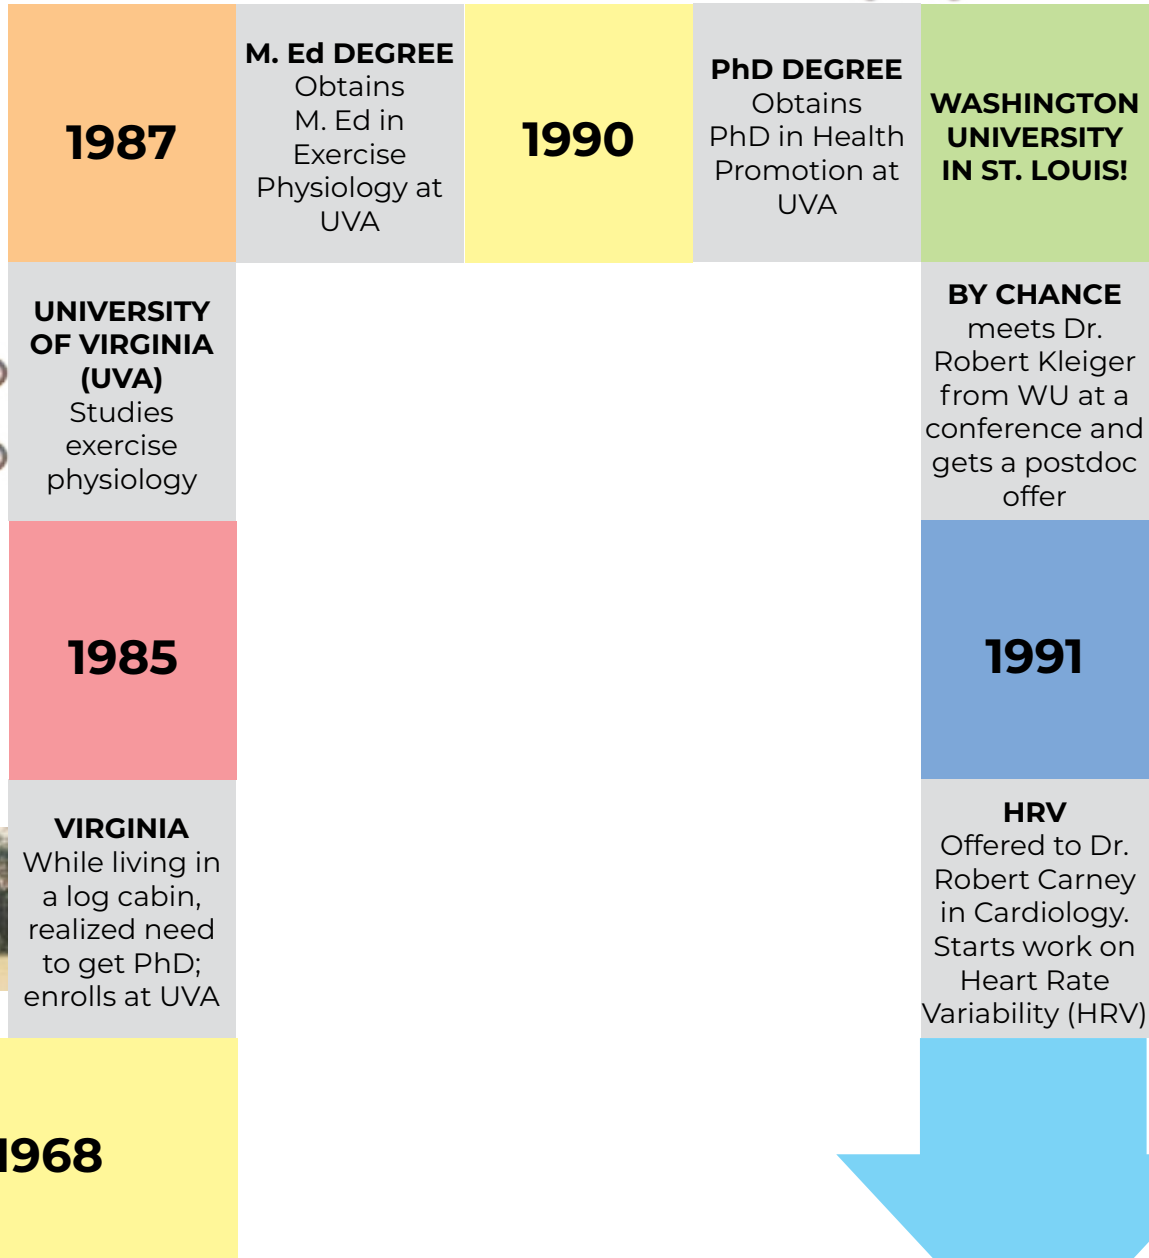 1987
M. Ed DEGREE
Obtains
M. Ed in
Exercise
Physiology at
UVA
1990
PhD DEGREE
Obtains
PhD in Health
Promotion at
UVA
WASHINGTON
UNIVERSITY
IN ST. LOUIS!
UNIVERSITY
OF VIRGINIA
(UVA)
Studies
exercise
physiology
BY CHANCE
meets Dr.
Robert Kleiger
from WU at a
conference and
gets a postdoc
offer
1985
1991
VIRGINIA
While living in
a log cabin,
realized need
to get PhD;
enrolls at UVA
HRV
Offered to Dr.
Robert Carney
in Cardiology.
Starts work on
Heart Rate
Variability (HRV)
1968